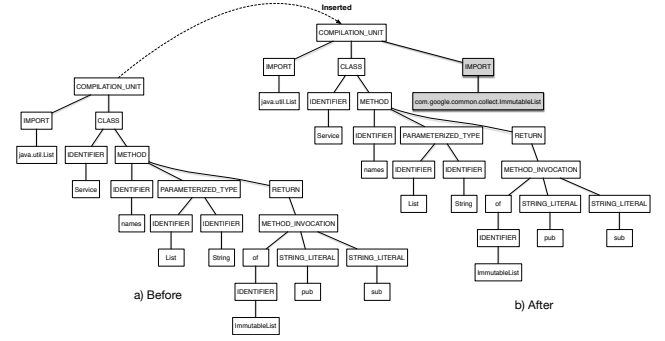 Inserted
COMPILATION_UNIT
IMPORT CLASS IMPORT
java.util.List IDENTIFIER METHOD com.google.common.collect.ImmutableList
Service IDENTIFIER PARAMETERIZED_TYPE RETURN
names IDENTIFIER IDENTIFIER METHOD_INVOCATION
List String of STRING_LITERAL STRING_LITERAL
IDENTIFIER pub sub
ImmutableList
b) After
COMPILATION_UNIT
IMPORT CLASS
java.util.List IDENTIFIER METHOD
Service IDENTIFIER PARAMETERIZED_TYPE RETURN
names IDENTIFIER IDENTIFIER METHOD_INVOCATION
List String of STRING_LITERAL STRING_LITERAL
IDENTIFIER pub sub
ImmutableList
a) Before